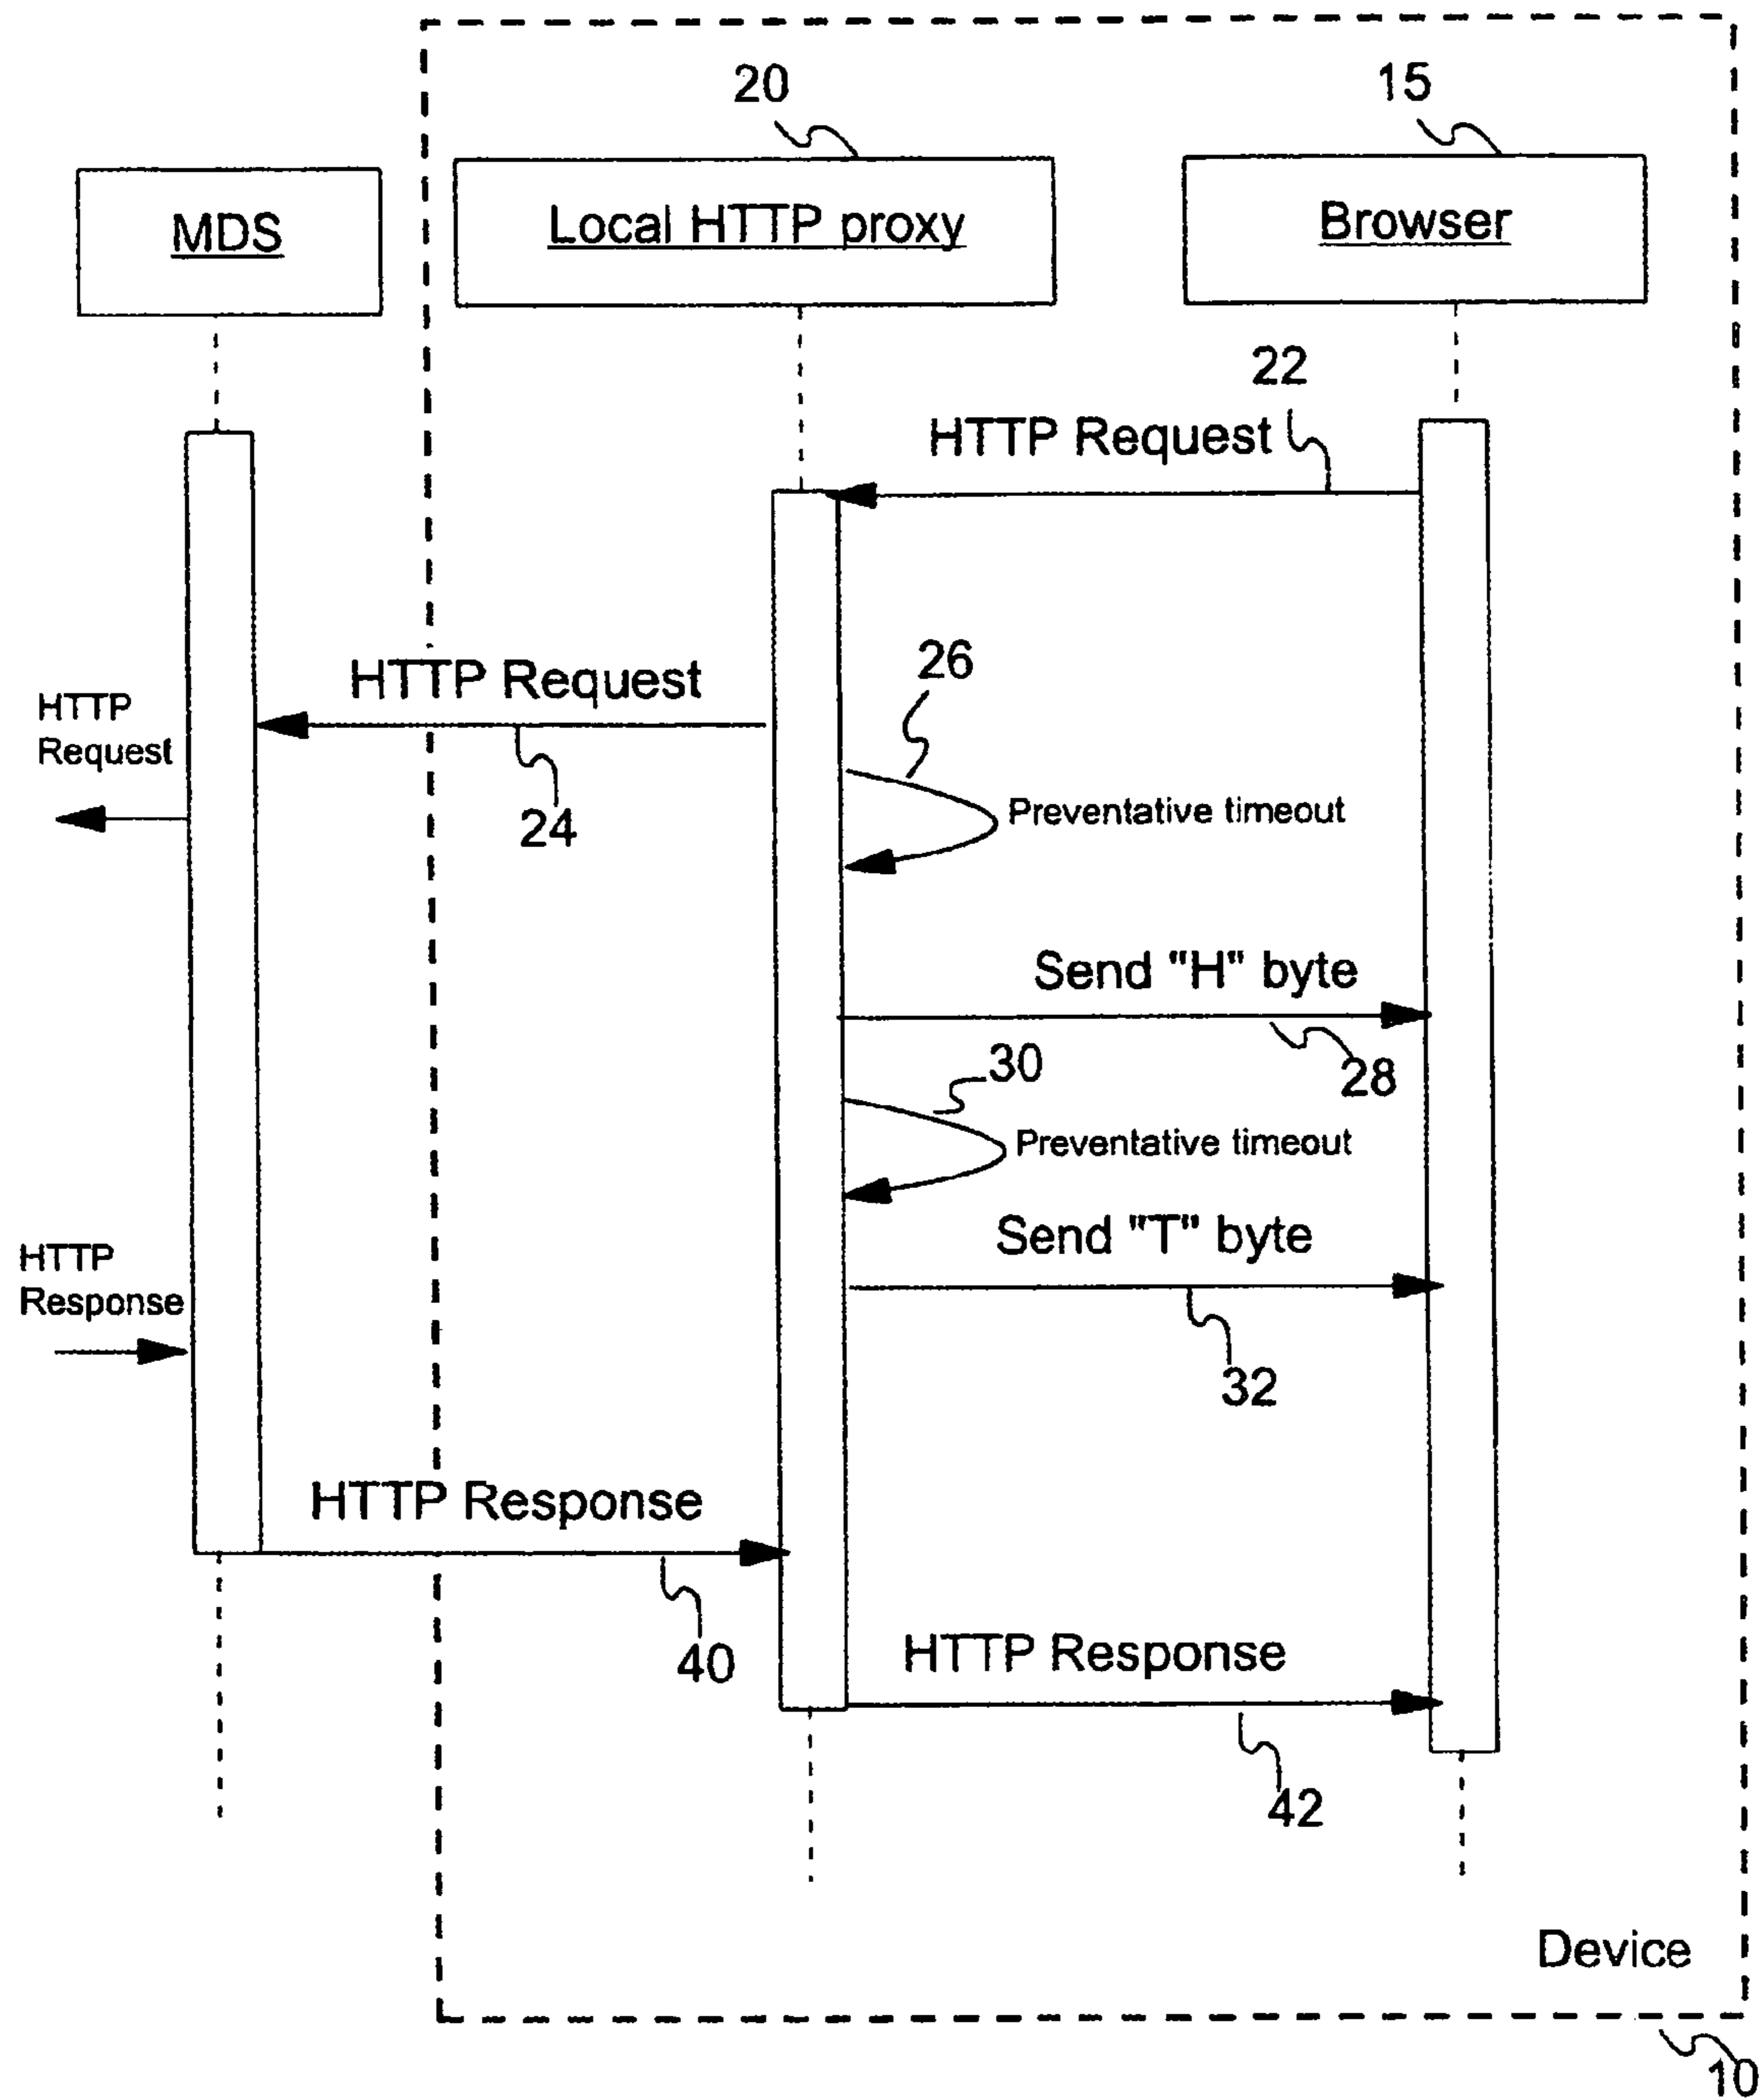 20
15
MDS
Local HTTP proxy
Browser
22
HTTP Request
26
HTTP Request
HTTP
Request
24
Preventative timeout
Send "H" byte
28
30
Preventative timeout
Send "T" byte
HTTP
Response
32
HTTP Response
40
HTTP Response
42
Device
10